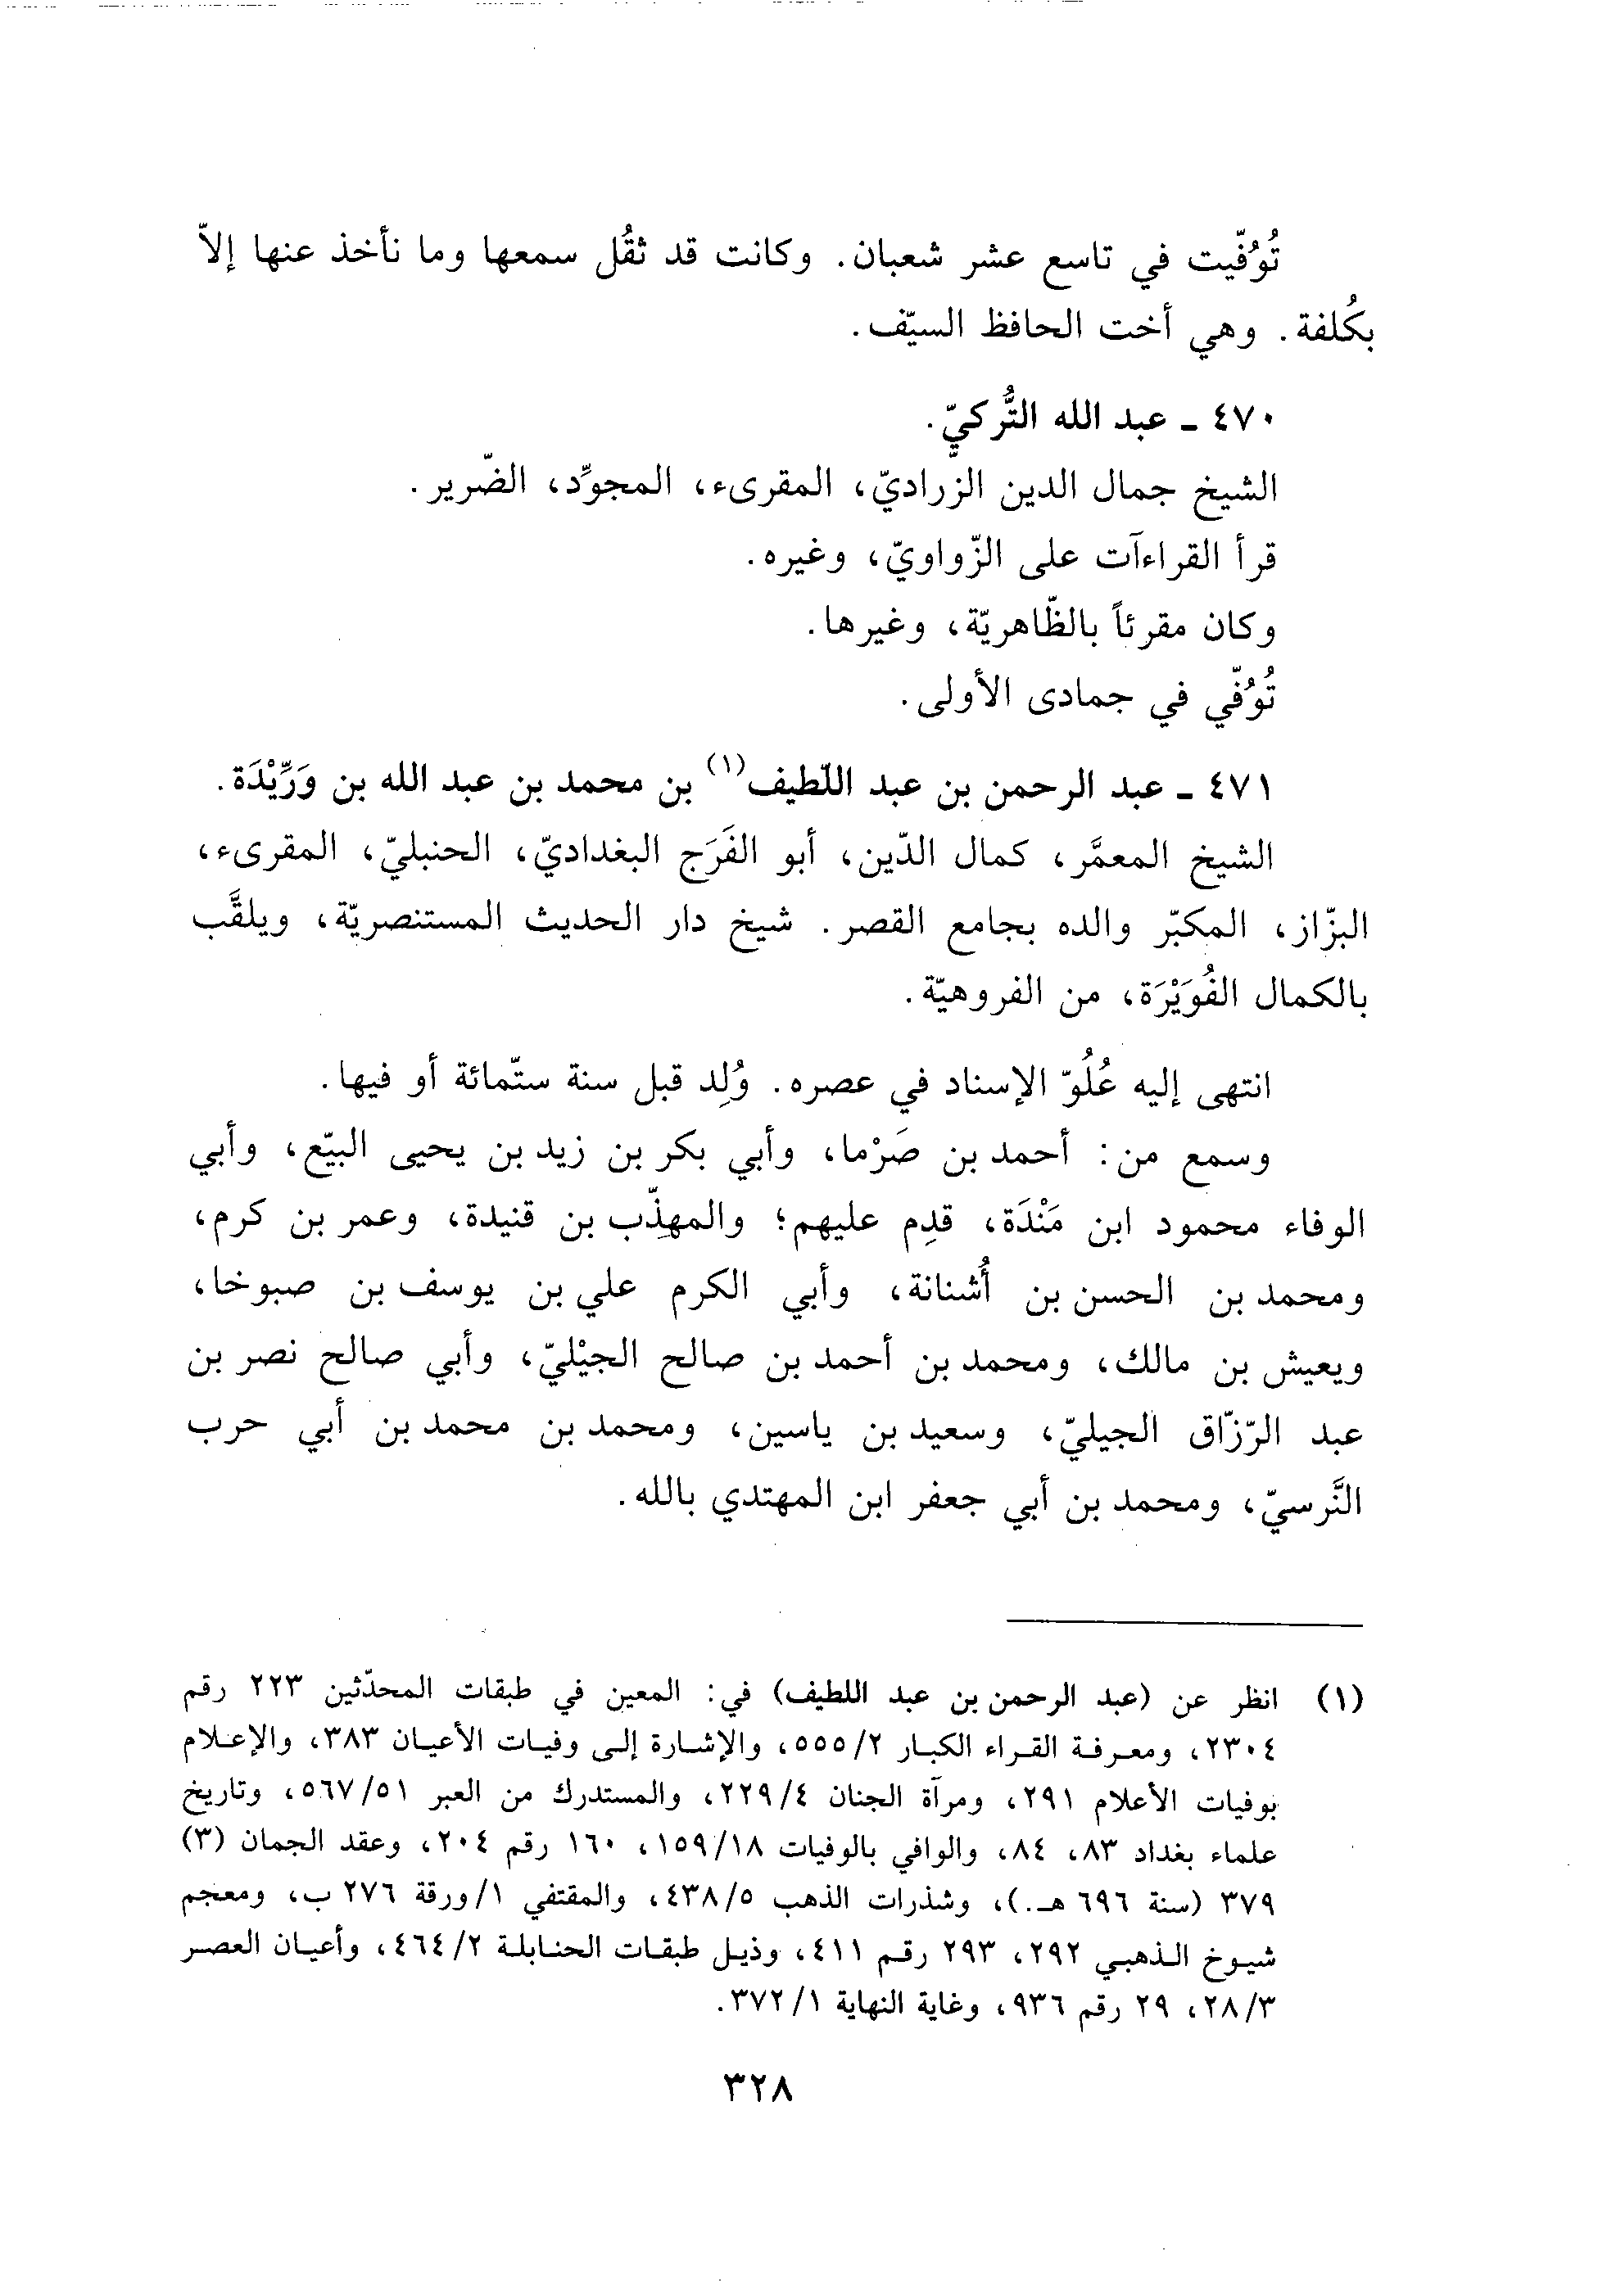 تُوُفّيت في تاسع عشر شعبان. وكانت قد ثقُل سمعها وما نأخذ عنها إلاّ
بكُلفة. وهي أخت الحافظ السيّف.
٤٧٠ ـ عبد الله التُّركيّ.
الشيخ جمال الدين الزراديّ، المقرىء، المجوِّد، الضّرير.
قرأ القراءآت على الزّواويّ، وغيره.
وكان مقرئاً بالظّاهريّة، وغيرها.
تُوُفّي في جمادى الأولى.
٤٧١ ـ عبد الرحمن بن عبد اللّطيف(١) بن محمد بن عبد الله بن وَرِّيْدَة.
الشيخ المعمَّر، كمال الدّين، أبو الفَرَج البغداديّ، الحنبليّ، المقرىء،
البزّاز، المكبّر والده بجامع القصر. شيخ دار الحديث المستنصريّة، ويلقَّب
بالكمال الفُوَيْرَة، من الفروهيّة.
انتهى إليه عُلُوّ الإسناد في عصره. وُلِد قبل سنة ستّمائة أو فيها.
وسمع من: أحمد بن صَرْما، وأبي بكر بن زيد بن يحيى البيّع، وأبي
الوفاء محمود ابن مَنْدَة، قدِم عليهم؛ والمهذّب بن قنيدة، وعمر بن كرم،
ومحمد بن الحسن بن أُشنانة، وأبي الكرم علي بن يوسف بن صبوخا،
ويعيش بن مالك، ومحمد بن أحمد بن صالح الجيْليّ، وأبي صالح نصر بن
عبد الرّزّاق الجيليّ، وسعيد بن ياسين، ومحمد بن محمد بن أبي حرب
النَّرسيّ، ومحمد بن أبي جعفر ابن المهتدي بالله.
(١) انظر عن (عبد الرحمن بن عبد اللطيف) في: المعين في طبقات المحدّثين ٢٢٣ رقم
٢٣٠٤، ومعرفة القراء الكبار ٢/٥٥٥، والإشارة إلى وفيات الأعيان ٣٨٣، والإعلام
بوفيات الأعلام ٢٩١، ومرآة الجنان ٢٢٩/٤، والمستدرك من العبر ٥٦٧/٥١، وتاريخ
علماء بغداد ٨٣، ٨٤، والوافي بالوفيات ١٥٩/١٨، ١٦٠ رقم ٢٠٤، وعقد الجمان (٣)
٣٧٩ (سنة ٦٩٦ هـ.)، وشذرات الذهب ٤٣٨/٥، والمقتفي ١/ورقة ٢٧٦ ب، ومعجم
شيوخ الذهبي ٢٩٢، ٢٩٣ رقم ٤١١، وذيل طبقات الحنابلة ٤٦٤/٢، وأعيان العصر
٢٨/٣، ٢٩ رقم ٩٣٦، وغاية النهاية ٣٧٢/١.
٣٢٨